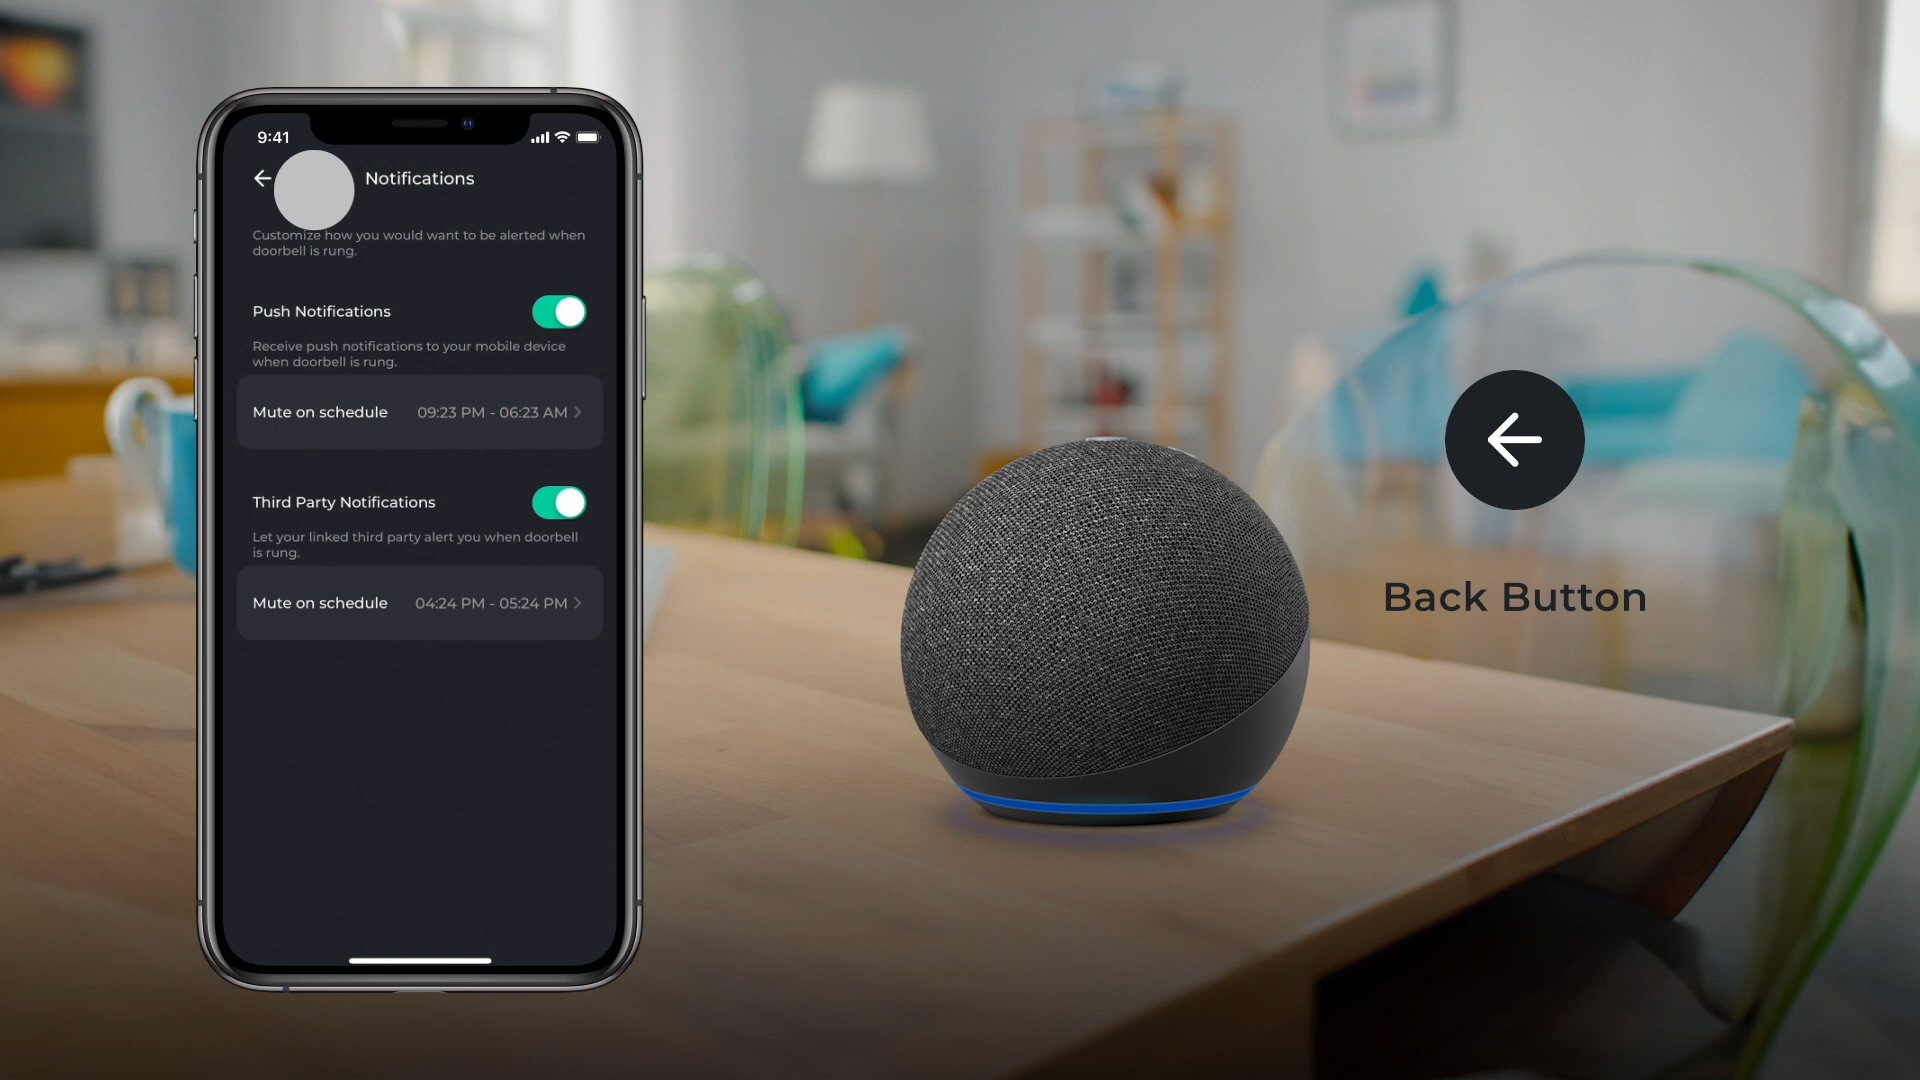 9:41
Notifications
Customize how you would want to be alerted when
doorbell is rung.
Push Notifications
Receive push notifications to your mobile device
when doorbell is rung.
Mute on schedule 09:23 PM - 06:23 AM
Third Party Notifications
Let your linked third party alert you when doorbell
is rung.
Mute on schedule 04:24 PM - 05:24 PM
Back Button